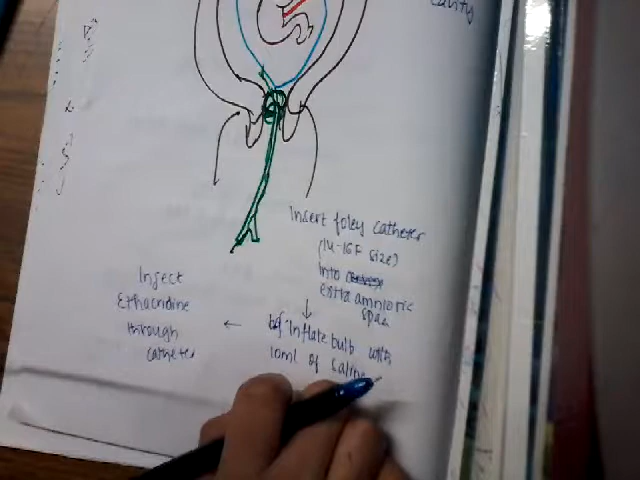 cavity
Insert foley catheter
(14-16F size)
into
extra amniotic
space
↓
Inflate bulb with
10ml of saline
←
Inject
Ethacridine
through
catheter